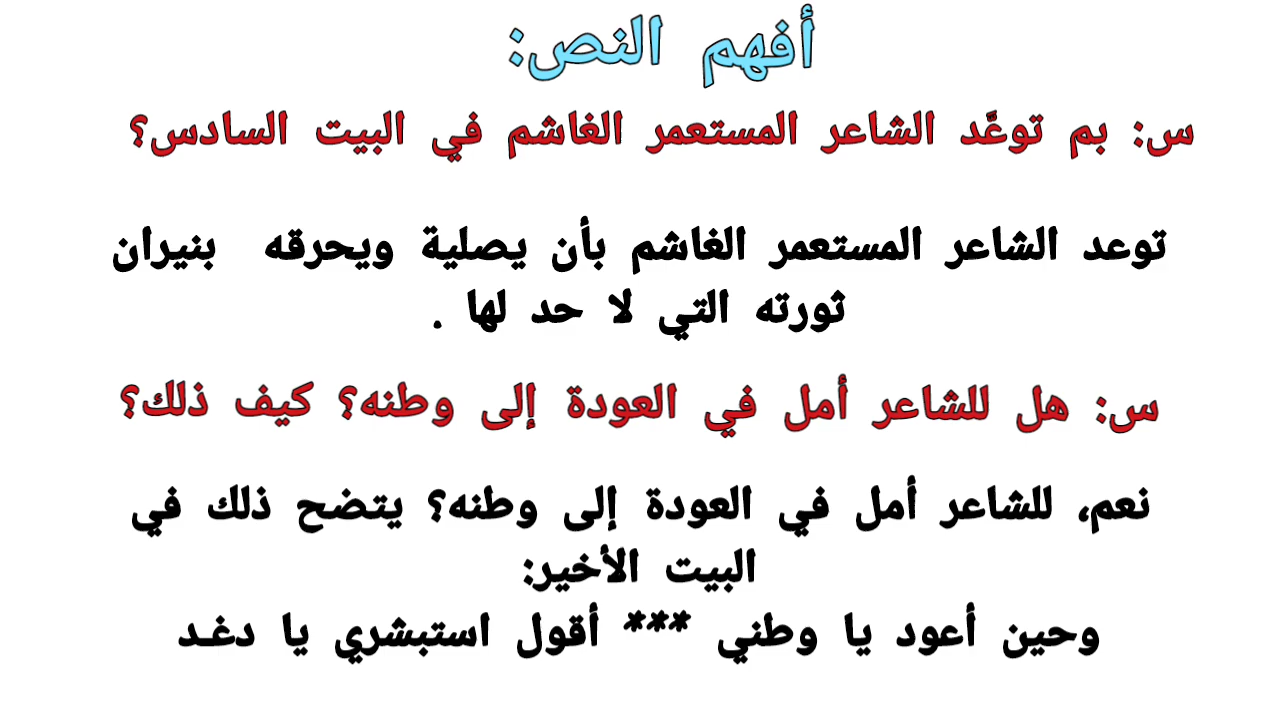 أفهم النص:
س: بم توعَّد الشاعر المستعمر الغاشم في البيت السادس؟
توعد الشاعر المستعمر الغاشم بأن يصلية ويحرقه بنيران
ثورته التي لا حد لها .
س: هل للشاعر أمل في العودة إلى وطنه؟ كيف ذلك؟
نعم، للشاعر أمل في العودة إلى وطنه؟ يتضح ذلك في
البيت الأخير:
وحين أعود يا وطني *** أقول استبشري يا دغـد